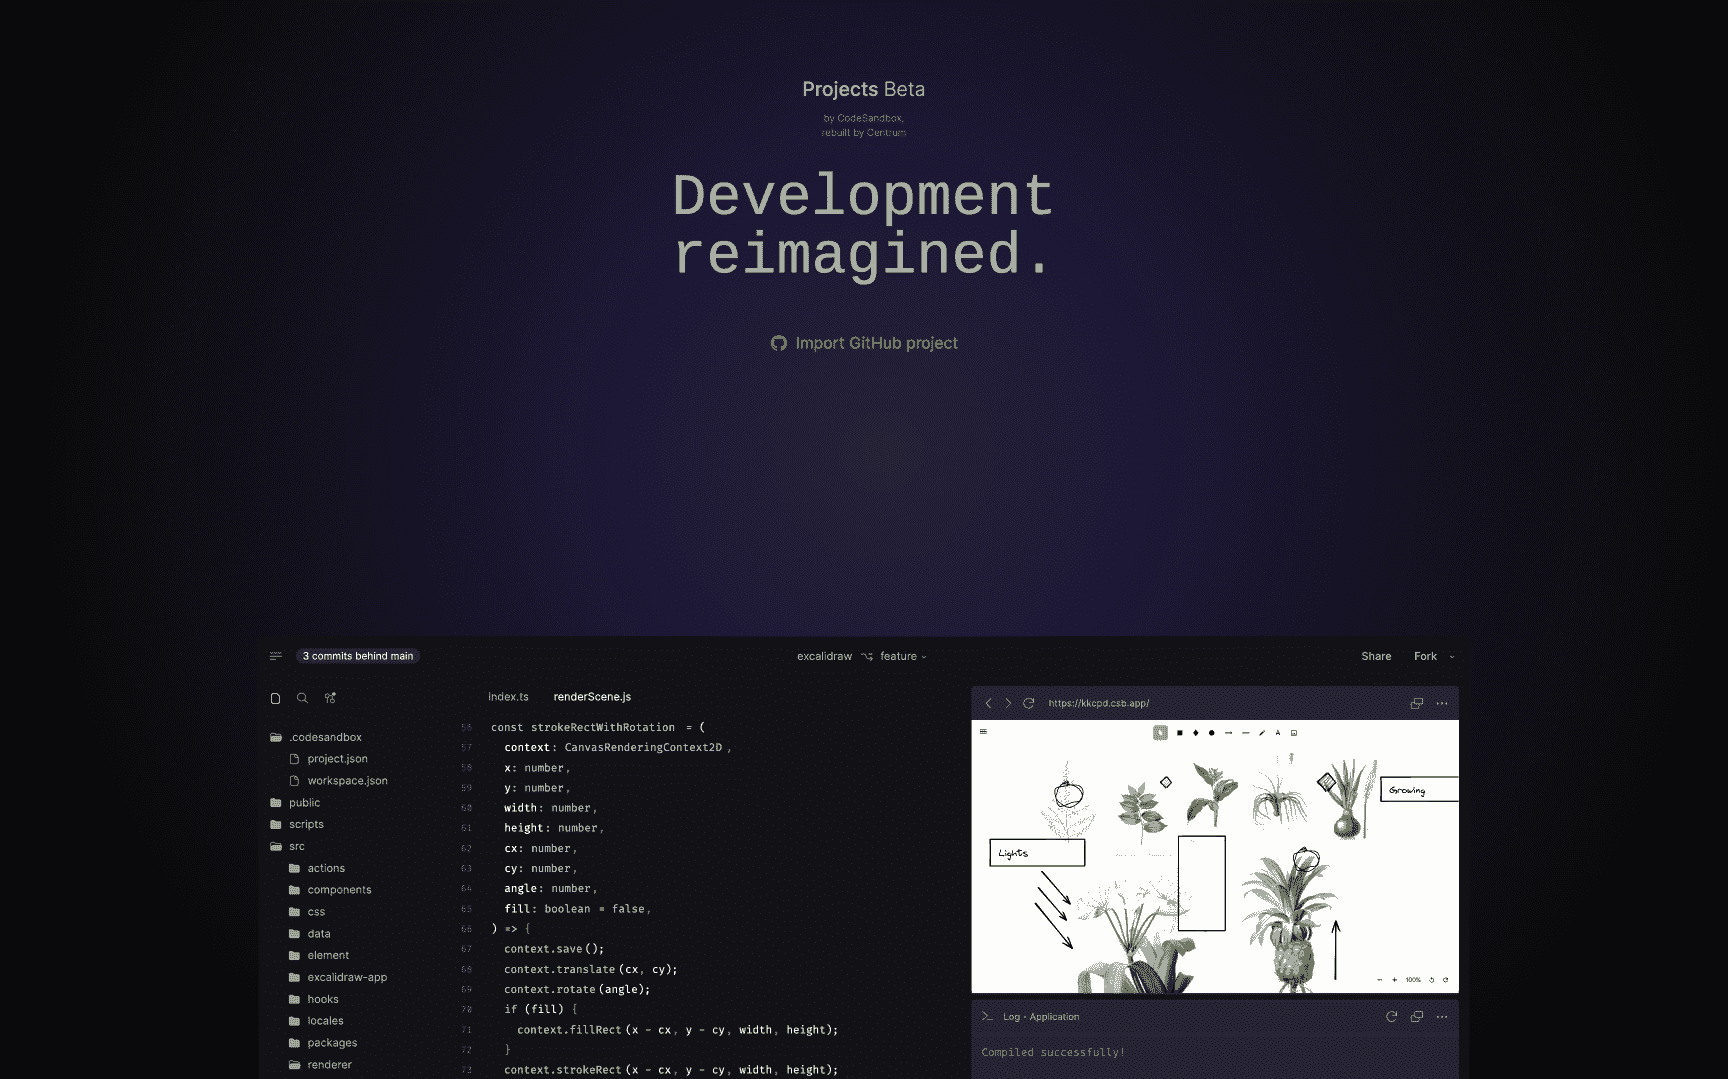 Projects Beta
by CodeSandbox,
rebuilt by Centrum
Development
reimagined.
Import GitHub project
3 commits behind main
excalidraw feature
Share Fork
.codesandbox
project.json
workspace.json
public
scripts
src
actions
components
css
data
element
excalidraw-app
hooks
locales
packages
renderer
index.ts renderScene.js
56 const strokeRectWithRotation = (
57 context: CanvasRenderingContext2D,
58 x: number,
59 y: number,
60 width: number,
61 height: number,
62 cx: number,
63 cy: number,
64 angle: number,
65 fill: boolean = false,
66 ) => {
67 context.save();
68 context.translate(cx, cy);
69 context.rotate(angle);
70 if (fill) {
71 context.fillRect(x - cx, y - cy, width, height);
72 }
73 context.strokeRect(x - cx, y - cy, width, height);
https://kkcpd.csb.app/
A
Growing
Lights
− + 100%
Log • Application
Compiled successfully!